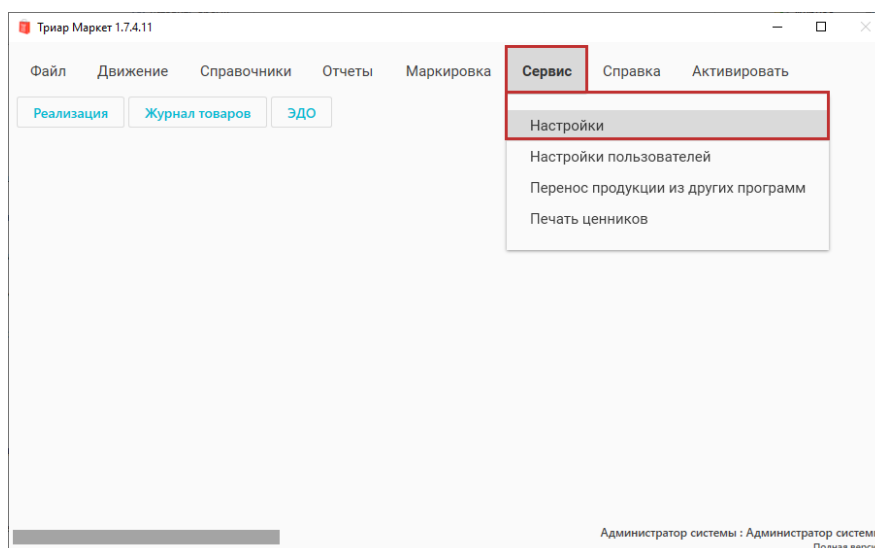 Триар Маркет 1.7.4.11
Файл Движение Справочники Отчеты Маркировка Сервис Справка Активировать
Реализация Журнал товаров ЭДО
Настройки
Настройки пользователей
Перенос продукции из других программ
Печать ценников
Администратор системы : Администратор систем
Полная